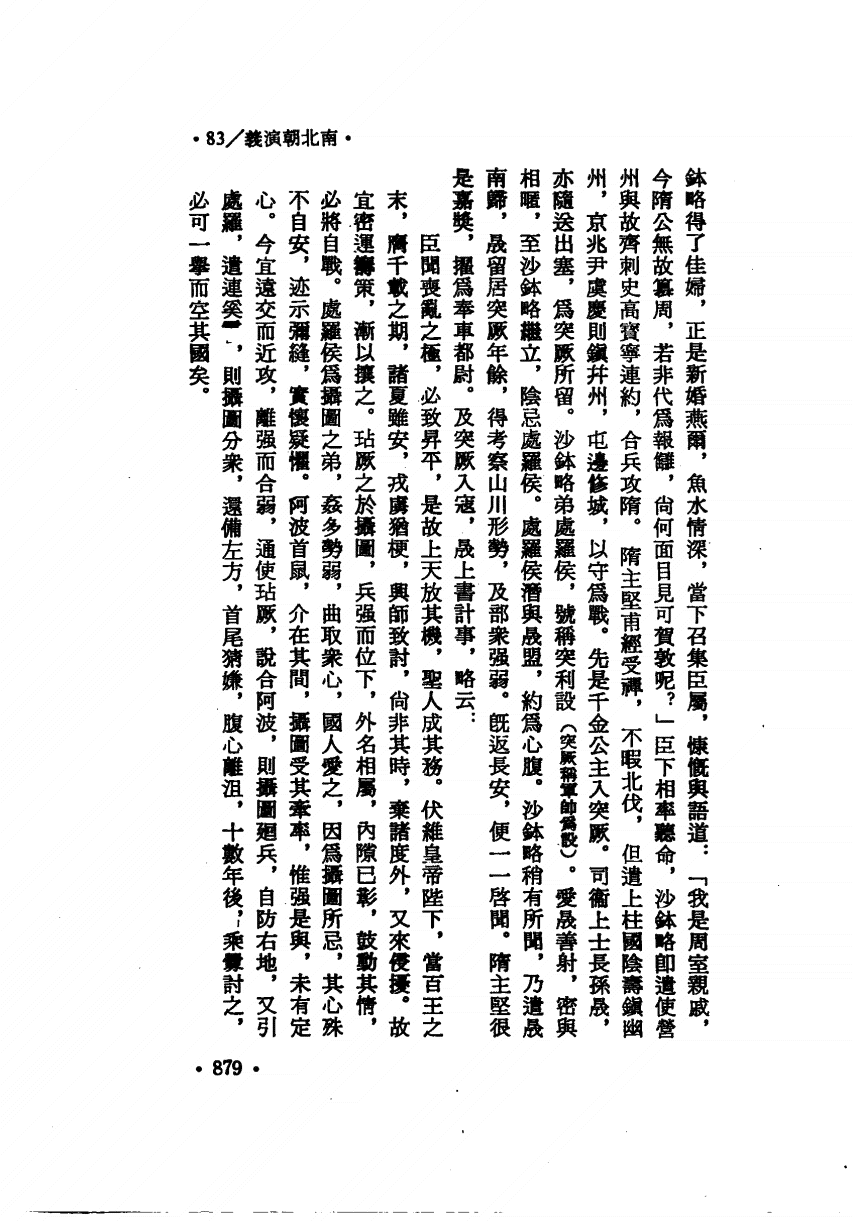 ・83／義演朝北南・
鉢略得了佳婦，正是新婚燕爾，魚水情深，當下召集臣屬，慷慨與語道：「我是周室親戚，
今隋公無故篡周，若非代為報讎，尙何面目見可賀敦呢？」臣下相率聽命，沙鉢略卽遣使營
州與故齊刺史高寶寧連約，合兵攻隋。隋主堅甫經受禪，不暇北伐，但遣上柱國陰壽鎭幽
州，京兆尹虞慶則鎭幷州，屯邊修城，以守為戰。先是千金公主入突厥。司衞上士長孫晟，
亦隨送出塞，為突厥所留。沙鉢略弟處羅侯，號稱突利設（突厥稱軍帥為設）。愛晟善射，密與
相暱，至沙鉢略繼立，陰忌處羅侯。處羅侯潛與晟盟，約為心腹。沙鉢略稍有所聞，乃遣晟
南歸，晟留居突厥年餘，得考察山川形勢，及部衆强弱。旣返長安，便一一啓聞。隋主堅很
是嘉獎，擢為奉車都尉。及突厥入寇，晟上書計事，略云：
臣聞喪亂之極，必致昇平，是故上天放其機，聖人成其務。伏維皇帝陛下，當百王之
末，膺千載之期，諸夏雖安，戎虜猶梗，興師致討，尙非其時，棄諸度外，又來侵擾。故
宜密運籌策，漸以攘之。玷厥之於攝圖，兵强而位下，外名相屬，內隙已彰，鼓動其情，
必將自戰。處羅侯為攝圖之弟，姦多勢弱，曲取衆心，國人愛之，因為攝圖所忌，其心殊
不自安，迹示彌縫，實懷疑懼。阿波首鼠，介在其間，攝圖受其牽率，惟强是與，未有定
心。今宜遠交而近攻，離强而合弱，通使玷厥，說合阿波，則攝圖廻兵，自防右地，又引
處羅，遣連奚，則攝圖分衆，還備左方，首尾猜嫌，腹心離沮，十數年後，乘釁討之，
必可一舉而空其國矣。
・879・